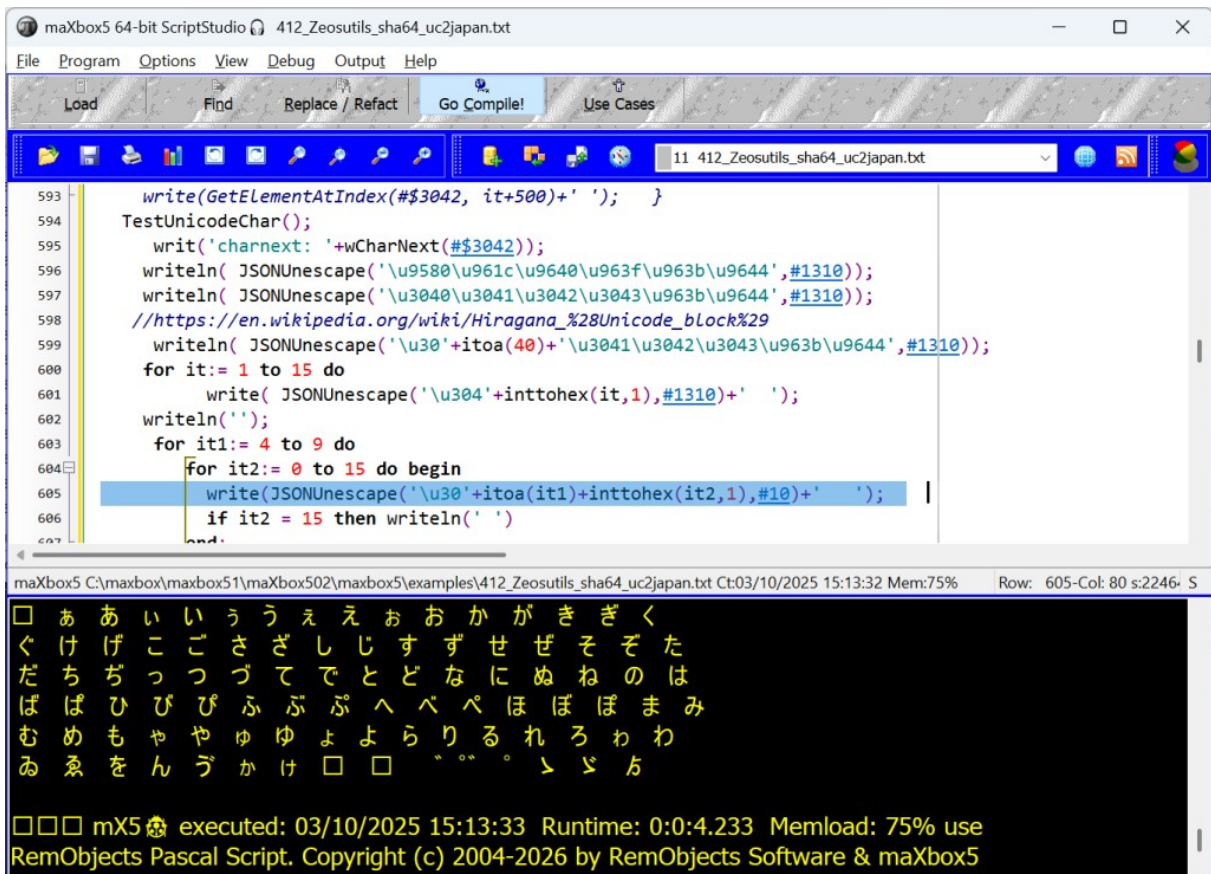 maXbox5 64-bit ScriptStudio 🎧 412_Zeosutils_sha64_uc2japan.txt
File Program Options View Debug Output Help
Load Find Replace / Refact Go Compile! Use Cases
11 412_Zeosutils_sha64_uc2japan.txt
593 write(GetElementAtIndex(#$3042, it+500)+' '); }
594 TestUnicodeChar();
595 writ('charnext: '+wCharNext(#$3042));
596 writeln( JSONUnescape('\u9580\u961c\u9640\u963f\u963b\u9644',#1310));
597 writeln( JSONUnescape('\u3040\u3041\u3042\u3043\u963b\u9644',#1310));
598 //https://en.wikipedia.org/wiki/Hiragana_%28Unicode_block%29
599 writeln( JSONUnescape('\u30'+itoa(40)+'\u3041\u3042\u3043\u963b\u9644',#1310));
600 for it:= 1 to 15 do
601 write( JSONUnescape('\u304'+inttohex(it,1),#1310)+'  ');
602 writeln('');
603 for it1:= 4 to 9 do
604 for it2:= 0 to 15 do begin
605 write(JSONUnescape('\u30'+itoa(it1)+inttohex(it2,1),#10)+'   ');
606 if it2 = 15 then writeln(' ')
607 end;
maXbox5 C:\maxbox\maxbox51\maXbox502\maxbox5\examples\412_Zeosutils_sha64_uc2japan.txt Ct:03/10/2025 15:13:32 Mem:75% Row: 605-Col: 80 s:2246 S
□ ぁ あ ぃ い ぅ う ぇ え ぉ お か が き ぎ く
ぐ け げ こ ご さ ざ し じ す ず せ ぜ そ ぞ た
だ ち ぢ っ つ づ て で と ど な に ぬ ね の は
ば ぱ ひ び ぴ ふ ぶ ぷ へ べ ぺ ほ ぼ ぽ ま み
む め も ゃ や ゅ ゆ ょ よ ら り る れ ろ ゎ わ
ゐ ゑ を ん ゔ ゕ ゖ □ □ ゙ ゚ ゛ ゜ ゝ ゞ ゟ
□□□ mX5🐞 executed: 03/10/2025 15:13:33 Runtime: 0:0:4.233 Memload: 75% use
RemObjects Pascal Script. Copyright (c) 2004-2026 by RemObjects Software & maXbox5